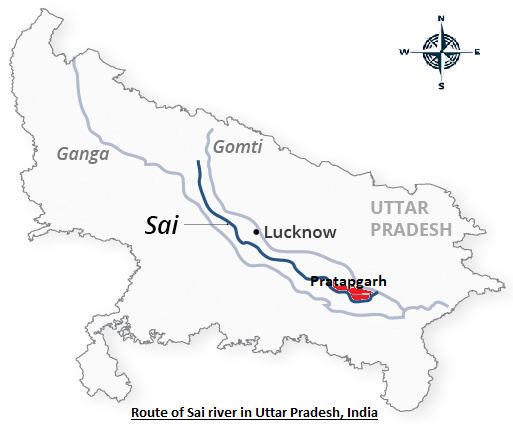 N
W
E
S
Ganga
Gomti
Sai
Lucknow
UTTAR
PRADESH
Pratapgarh
Route of Sai river in Uttar Pradesh, India